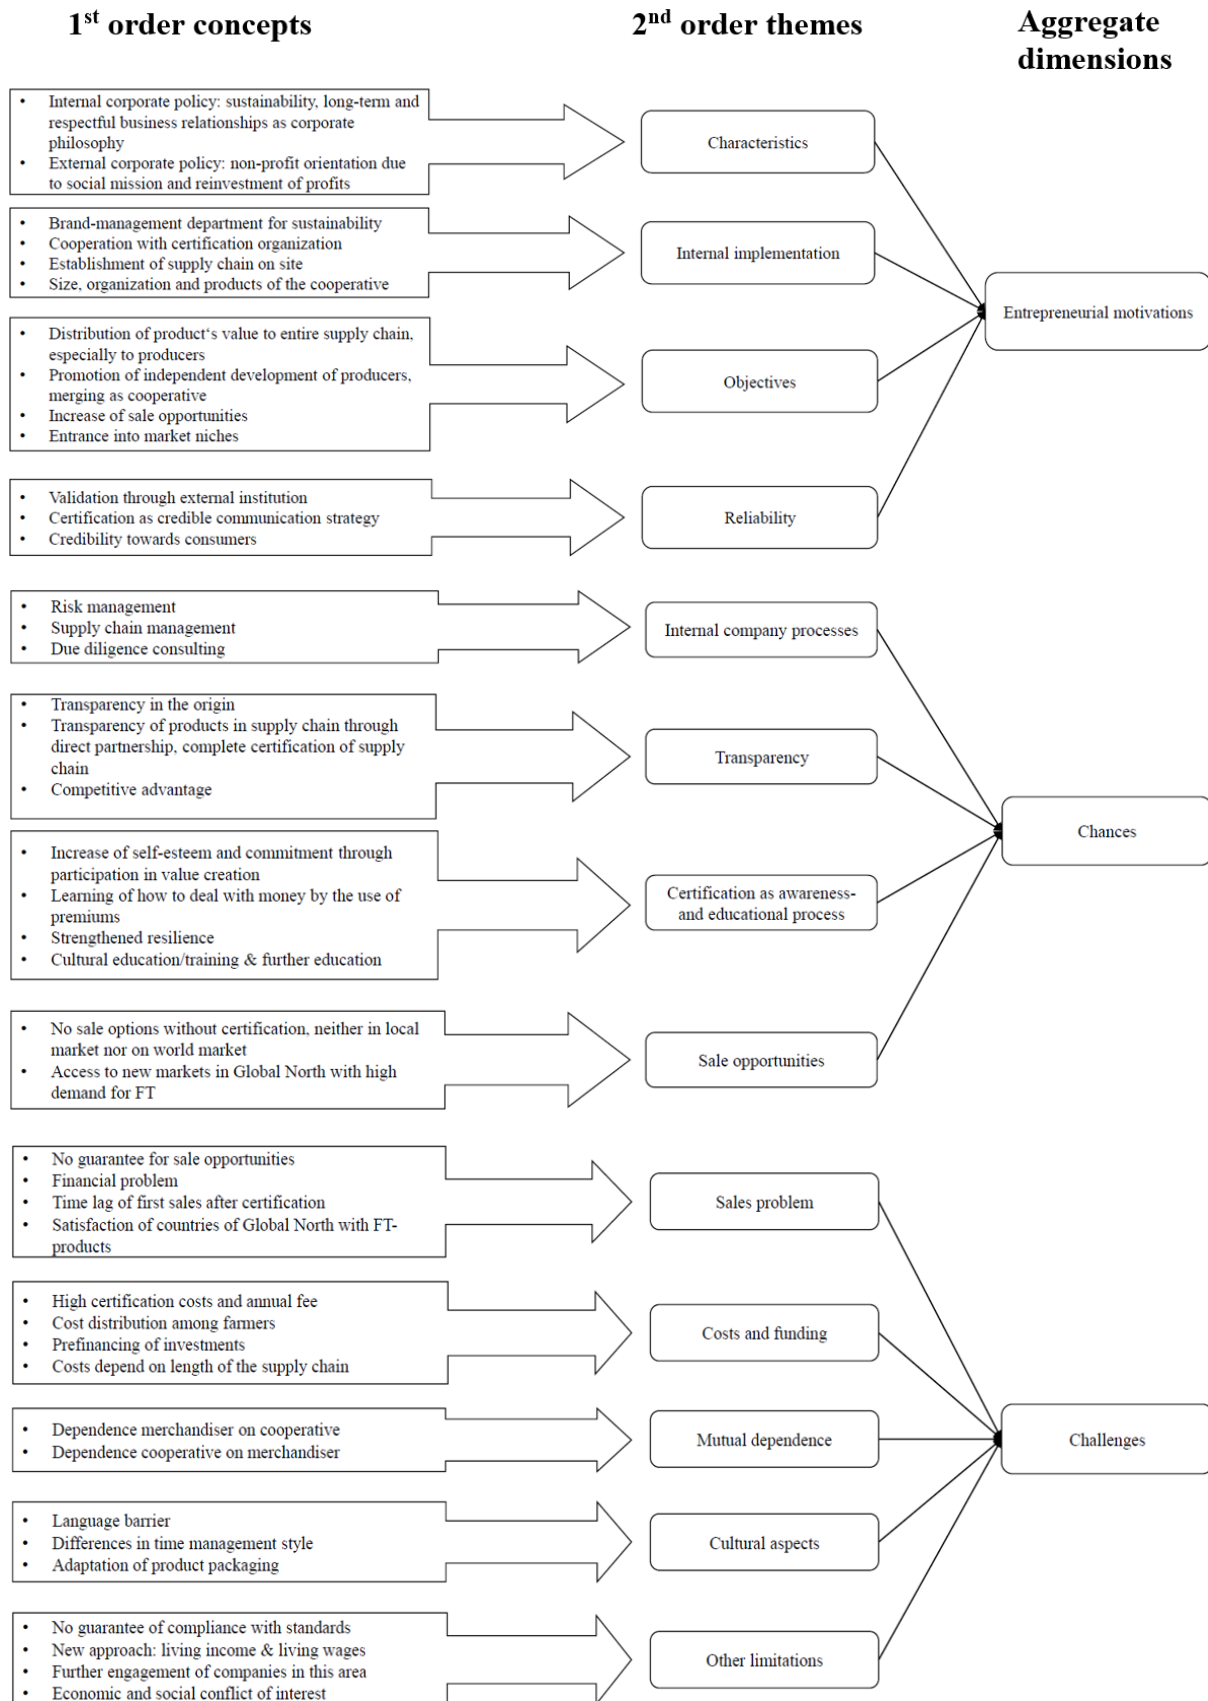 1st order concepts
2nd order themes
Aggregate
dimensions
• Internal corporate policy: sustainability, long-term and
respectful business relationships as corporate
philosophy
• External corporate policy: non-profit orientation due
to social mission and reinvestment of profits
Characteristics
• Brand-management department for sustainability
• Cooperation with certification organization
• Establishment of supply chain on site
• Size, organization and products of the cooperative
Internal implementation
Entrepreneurial motivations
• Distribution of product‘s value to entire supply chain,
especially to producers
• Promotion of independent development of producers,
merging as cooperative
• Increase of sale opportunities
• Entrance into market niches
Objectives
• Validation through external institution
• Certification as credible communication strategy
• Credibility towards consumers
Reliability
• Risk management
• Supply chain management
• Due diligence consulting
Internal company processes
• Transparency in the origin
• Transparency of products in supply chain through
direct partnership, complete certification of supply
chain
• Competitive advantage
Transparency
Chances
• Increase of self-esteem and commitment through
participation in value creation
• Learning of how to deal with money by the use of
premiums
• Strengthened resilience
• Cultural education/training & further education
Certification as awareness-
and educational process
• No sale options without certification, neither in local
market nor on world market
• Access to new markets in Global North with high
demand for FT
Sale opportunities
• No guarantee for sale opportunities
• Financial problem
• Time lag of first sales after certification
• Satisfaction of countries of Global North with FT-
products
Sales problem
• High certification costs and annual fee
• Cost distribution among farmers
• Prefinancing of investments
• Costs depend on length of the supply chain
Costs and funding
• Dependence merchandiser on cooperative
• Dependence cooperative on merchandiser
Mutual dependence
Challenges
• Language barrier
• Differences in time management style
• Adaptation of product packaging
Cultural aspects
• No guarantee of compliance with standards
• New approach: living income & living wages
• Further engagement of companies in this area
• Economic and social conflict of interest
Other limitations